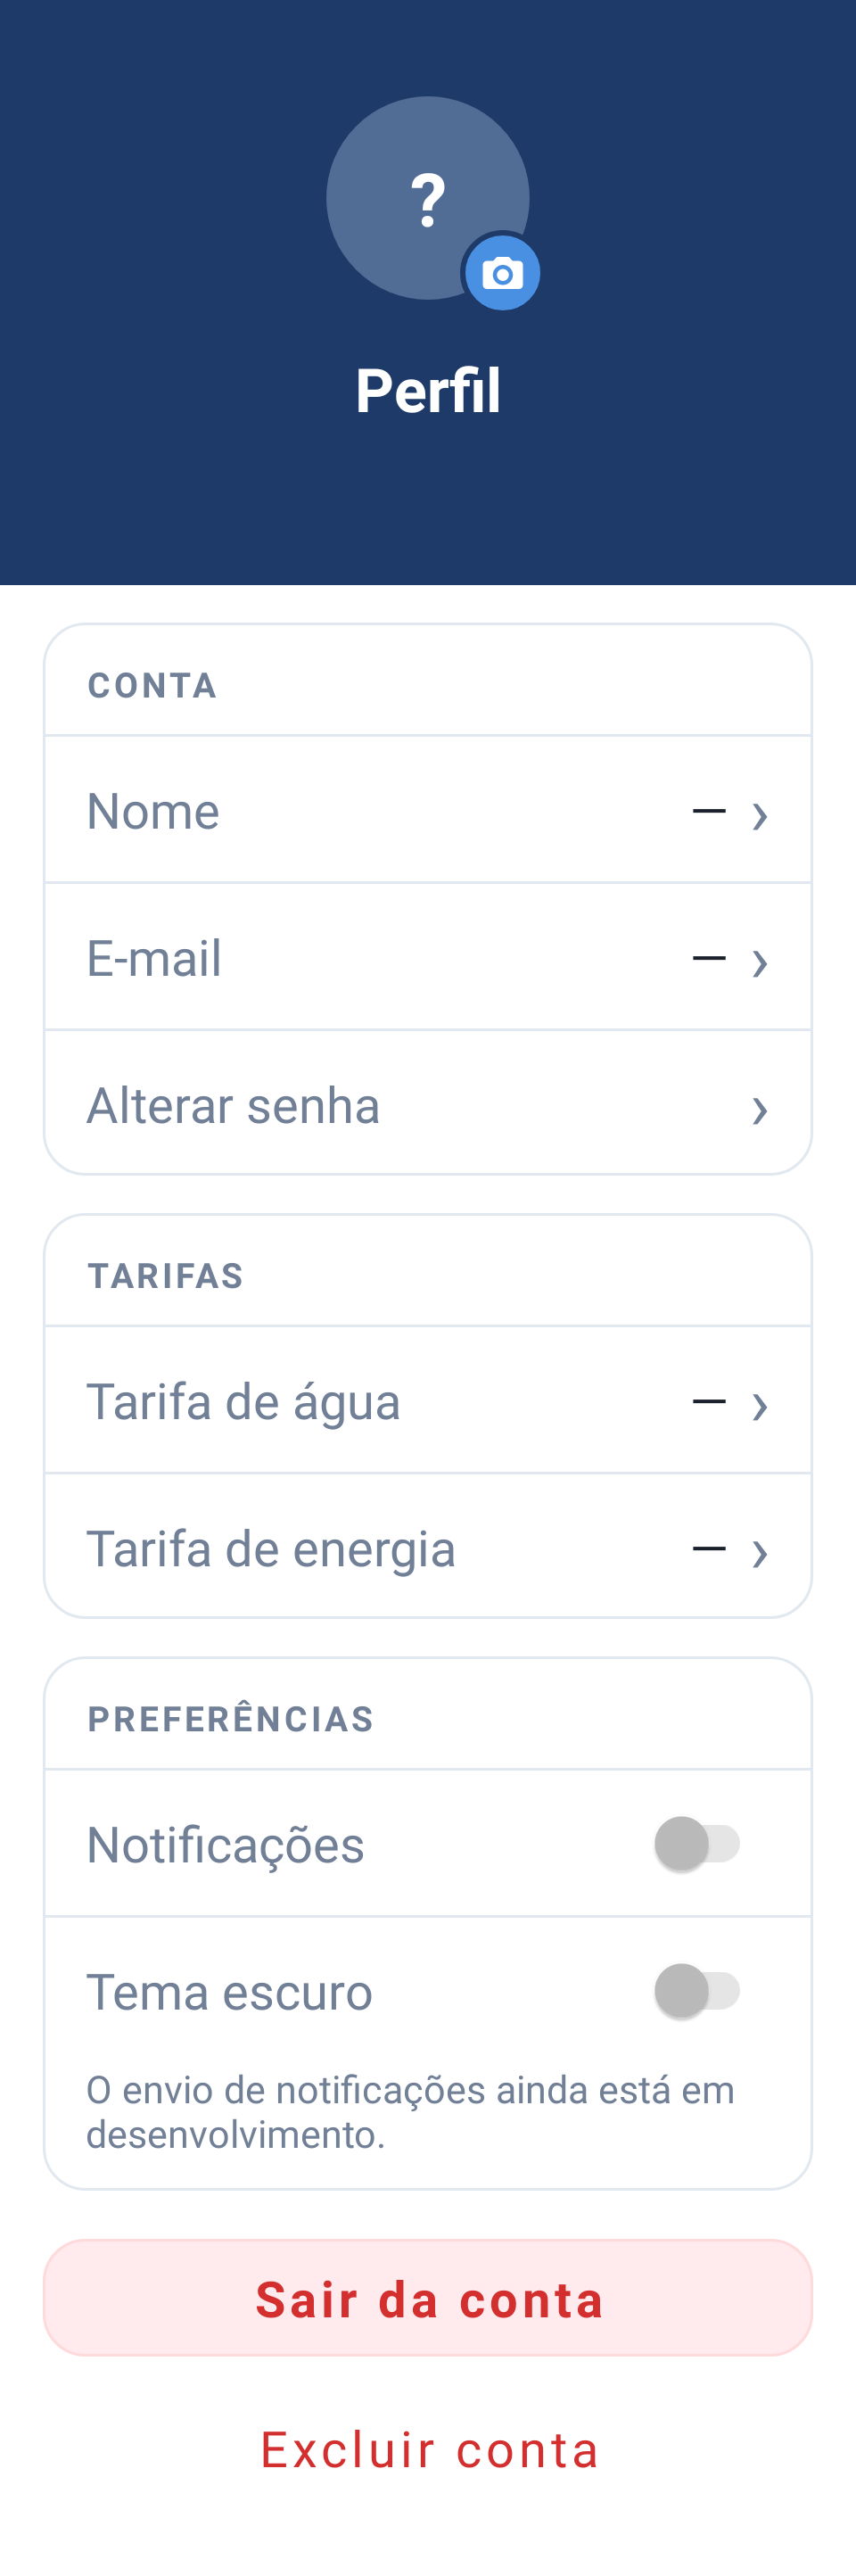 ?
Perfil
CONTA
Nome — ›
E-mail — ›
Alterar senha ›
TARIFAS
Tarifa de água — ›
Tarifa de energia — ›
PREFERÊNCIAS
Notificações
Tema escuro
O envio de notificações ainda está em
desenvolvimento.
Sair da conta
Excluir conta